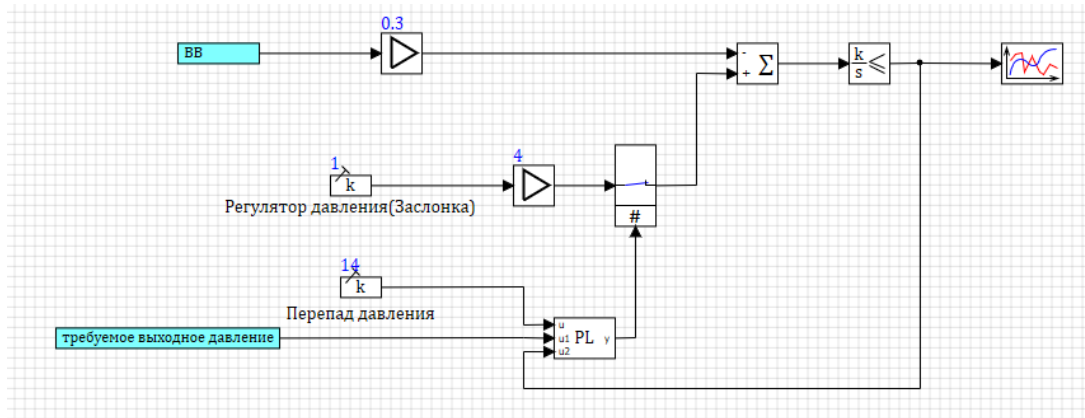 0.3
BB
-
+ Σ
k
s
≤
1
k
4
Регулятор давления(Заслонка)
#
14
k
Перепад давления
требуемое выходное давление
u
u1 PL y
u2